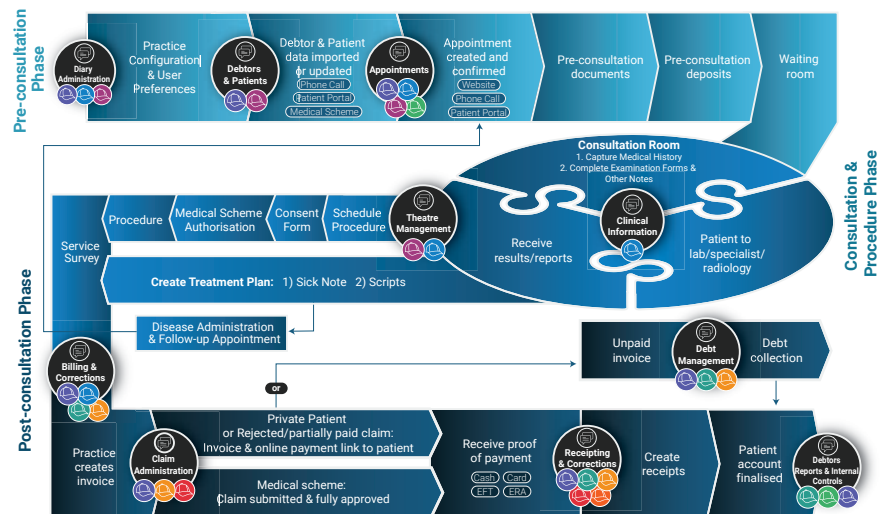 Pre-consultation
Phase
Diary
Administration
Practice
Configuration
& User
Preferences
Debtors
& Patients
Debtor & Patient
data imported
or updated
Phone Call
Patient Portal
Medical Scheme
Appointments
Appointment
created and
confirmed
Website
Phone Call
Patient Portal
Pre-consultation
documents
Pre-consultation
deposits
Waiting
room
Consultation &
Procedure Phase
Consultation Room
1. Capture Medical History
2. Complete Examination Forms &
Other Notes
Clinical
Information
Receive
results/reports
Patient to
lab/specialist/
radiology
Theatre
Management
Schedule
Procedure
Consent
Form
Medical Scheme
Authorisation
Procedure
Service
Survey
Create Treatment Plan: 1) Sick Note 2) Scripts
Disease Administration
& Follow-up Appointment
Post-consultation Phase
Billing &
Corrections
Practice
creates
invoice
Claim
Administration
or
Private Patient
or Rejected/partially paid claim:
Invoice & online payment link to patient
Medical scheme:
Claim submitted & fully approved
Unpaid
invoice
Debt
Management
Debt
collection
Receive proof
of payment
Cash
Card
EFT
ERA
Receipting
& Corrections
Create
receipts
Patient
account
finalised
Debtors
Reports & Internal
Controls